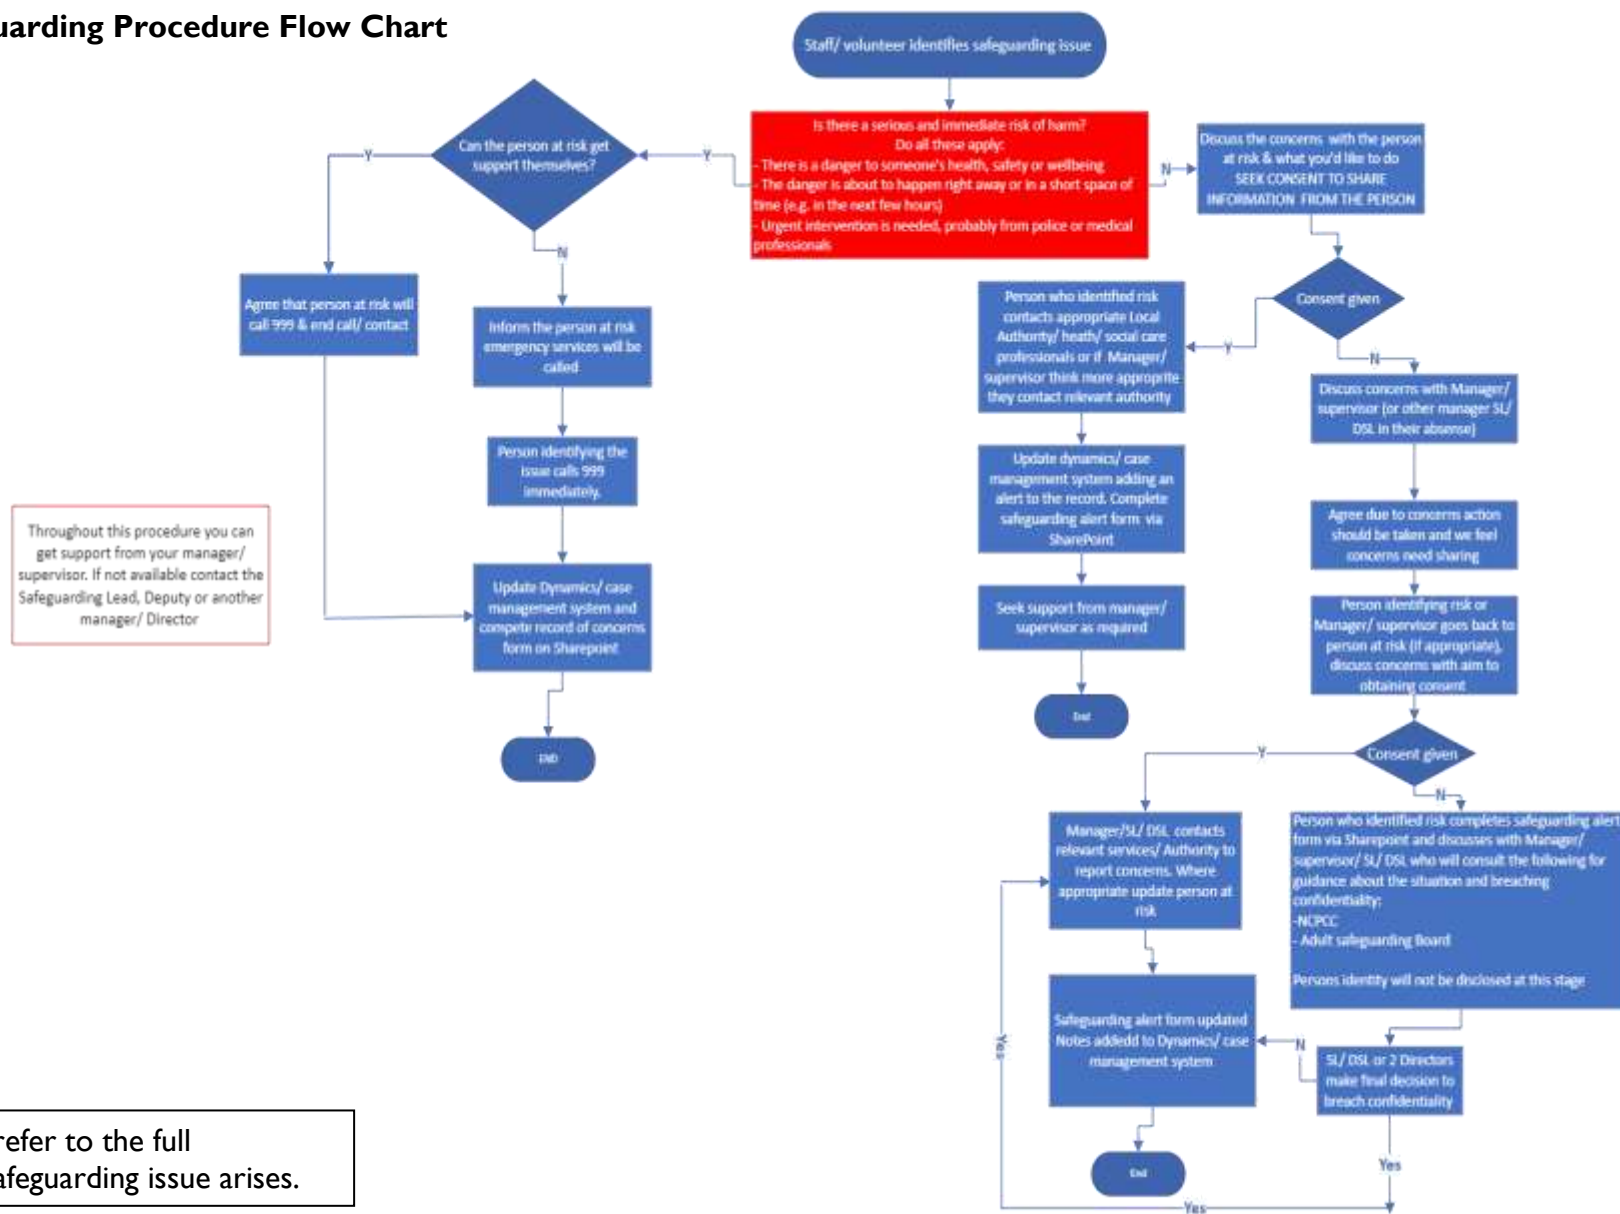 uarding Procedure Flow Chart
Staff/ volunteer identifies safeguarding issue
Is there a serious and immediate risk of harm?
Do all these apply:
- There is a danger to someone's health, safety or wellbeing
- The danger is about to happen right away or in a short space of
time (e.g. in the next few hours)
- Urgent intervention is needed, probably from police or medical
professionals
Y
N
Can the person at risk get
support themselves?
Y
N
Agree that person at risk will
call 999 & end call/ contact
Inform the person at risk
emergency services will be
called
Person identifying the
issue calls 999
immediately.
Update Dynamics/ case
management system and
compete record of concerns
form on Sharepoint
END
Throughout this procedure you can
get support from your manager/
supervisor. If not available contact the
Safeguarding Lead, Deputy or another
manager/ Director
Discuss the concerns with the person
at risk & what you'd like to do
SEEK CONSENT TO SHARE
INFORMATION FROM THE PERSON
Consent given
Y
N
Person who identified risk
contacts appropriate Local
Authority/ heath/ social care
professionals or if Manager/
supervisor think more approprite
they contact relevant authority
Update dynamics/ case
management system adding an
alert to the record. Complete
safeguarding alert form via
SharePoint
Seek support from manager/
supervisor as required
End
Discuss concerns with Manager/
supervisor (or other manager SL/
DSL in their absense)
Agree due to concerns action
should be taken and we feel
concerns need sharing
Person identifying risk or
Manager/ supervisor goes back to
person at risk (if appropriate),
discuss concerns with aim to
obtaining consent
Consent given
Y
N
Manager/SL/ DSL contacts
relevant services/ Authority to
report concerns. Where
appropriate update person at
risk
Person who identified risk completes safeguarding alert
form via Sharepoint and discusses with Manager/
supervisor/ SL/ DSL who will consult the following for
guidance about the situation and breaching
confidentiality:
-NCPCC
- Adult safeguarding Board
Persons identity will not be disclosed at this stage
Safeguarding alert form updated
Notes addedd to Dynamics/ case
management system
N
SL/ DSL or 2 Directors
make final decision to
breach confidentiality
Yes
Yes
Yes
End
refer to the full
afeguarding issue arises.